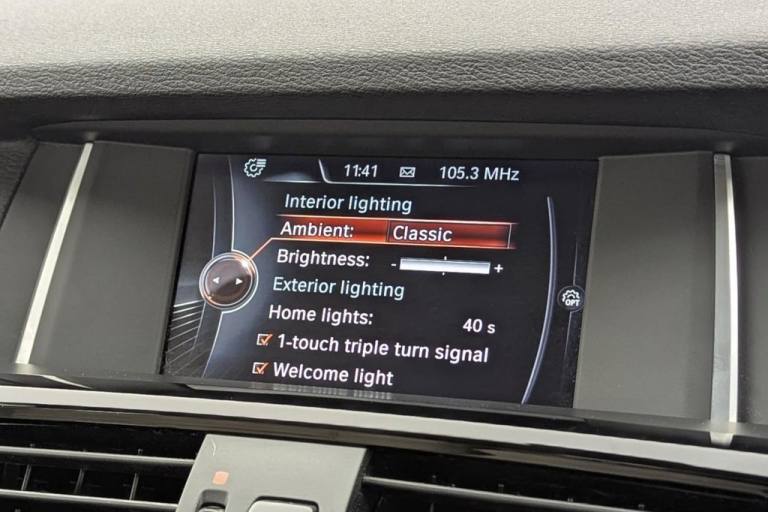 11:41 105.3 MHz
Interior lighting
Ambient: Classic
Brightness: - +
Exterior lighting
Home lights: 40 s
1-touch triple turn signal
Welcome light
OPT